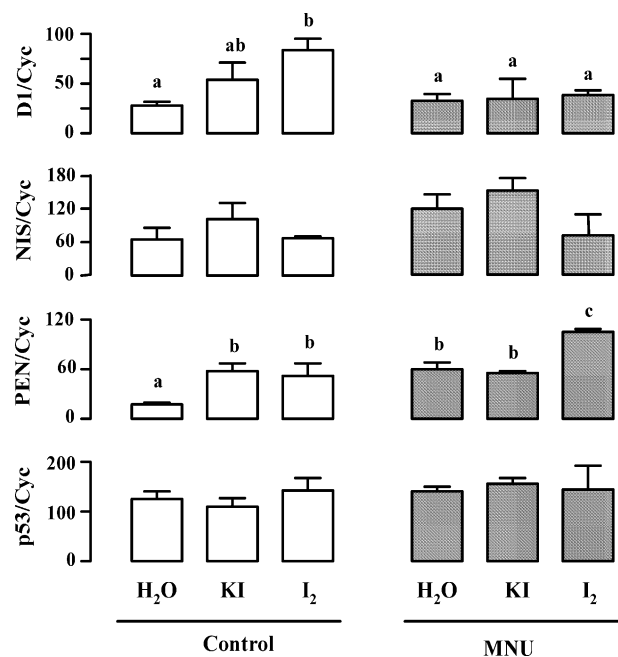 D1/Cyc
100
50
0
a
ab
b
a
a
a
NIS/Cyc
180
120
60
0
PEN/Cyc
120
60
0
a
b
b
b
b
c
p53/Cyc
200
100
0
H₂O
KI
I₂
H₂O
KI
I₂
Control
MNU